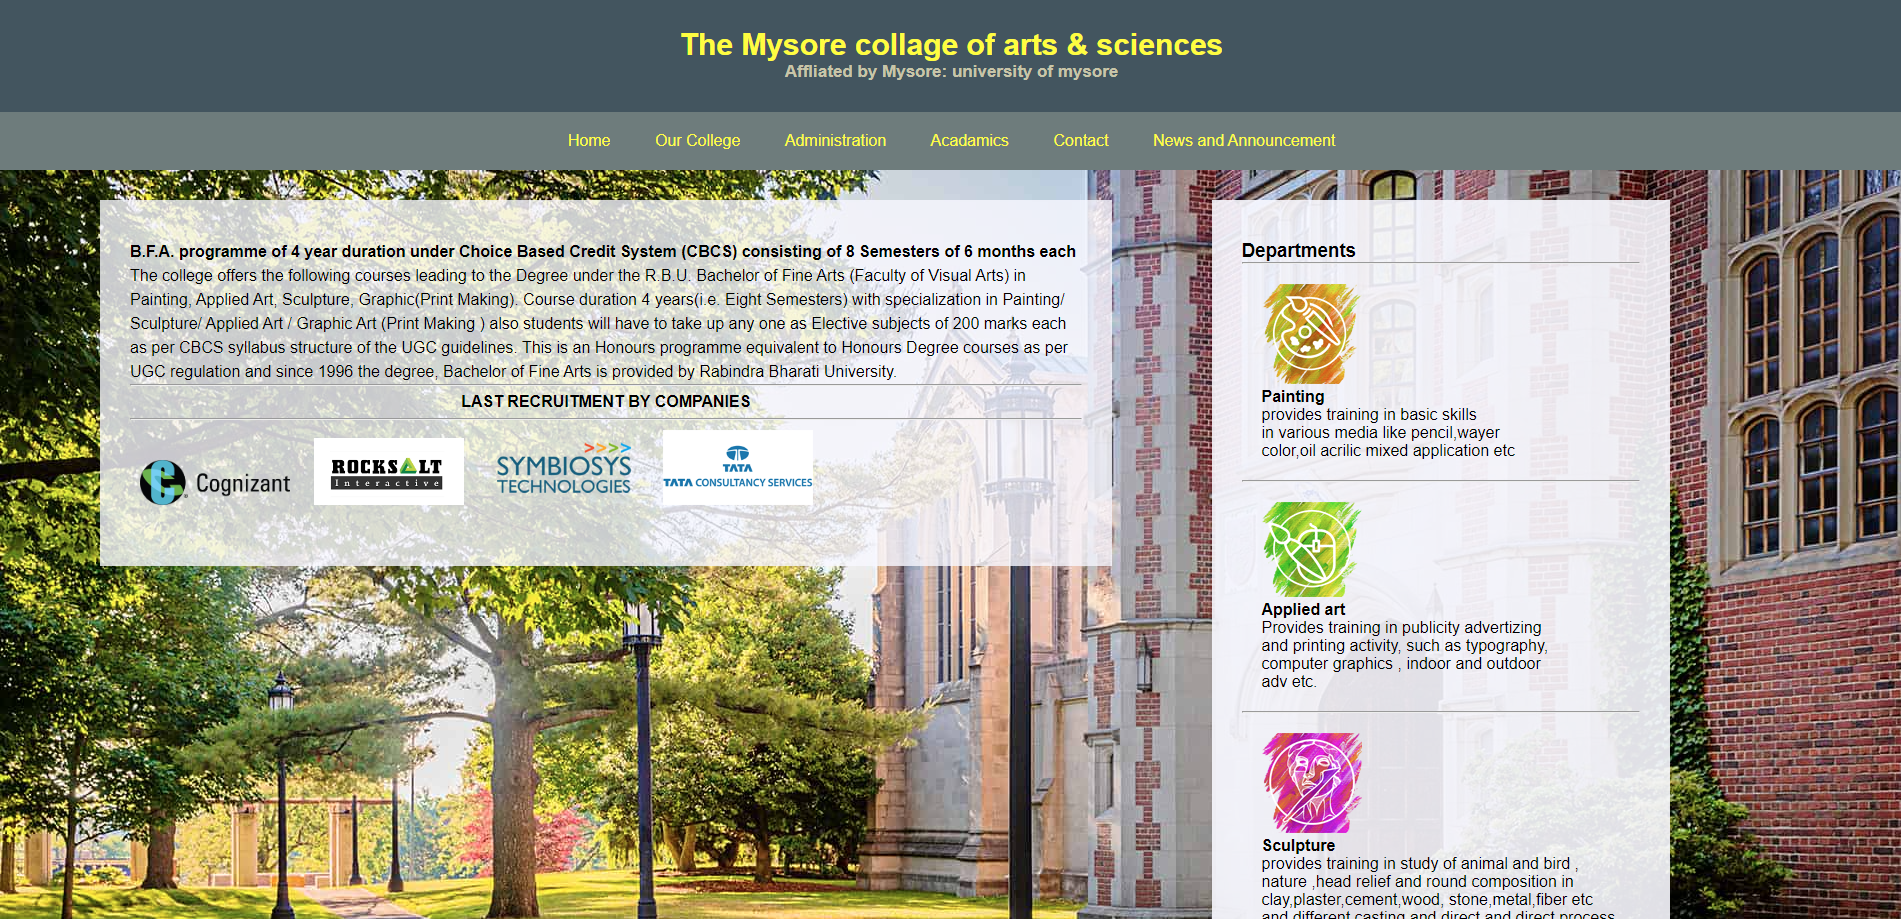 The Mysore collage of arts & sciences
Affliated by Mysore: university of mysore
Home Our College Administration Acadamics Contact News and Announcement
B.F.A. programme of 4 year duration under Choice Based Credit System (CBCS) consisting of 8 Semesters of 6 months each
The college offers the following courses leading to the Degree under the R.B.U. Bachelor of Fine Arts (Faculty of Visual Arts) in
Painting, Applied Art, Sculpture, Graphic(Print Making). Course duration 4 years(i.e. Eight Semesters) with specialization in Painting/
Sculpture/ Applied Art / Graphic Art (Print Making ) also students will have to take up any one as Elective subjects of 200 marks each
as per CBCS syllabus structure of the UGC guidelines. This is an Honours programme equivalent to Honours Degree courses as per
UGC regulation and since 1996 the degree, Bachelor of Fine Arts is provided by Rabindra Bharati University.
LAST RECRUITMENT BY COMPANIES
Cognizant
ROCKSALT
Interactive
SYMBIOSYS
TECHNOLOGIES
TATA
TATA CONSULTANCY SERVICES
Departments
Painting
provides training in basic skills
in various media like pencil,wayer
color,oil acrilic mixed application etc
Applied art
Provides training in publicity advertizing
and printing activity, such as typography,
computer graphics , indoor and outdoor
adv etc.
Sculpture
provides training in study of animal and bird ,
nature ,head relief and round composition in
clay,plaster,cement,wood, stone,metal,fiber etc
and different casting and direct and direct process